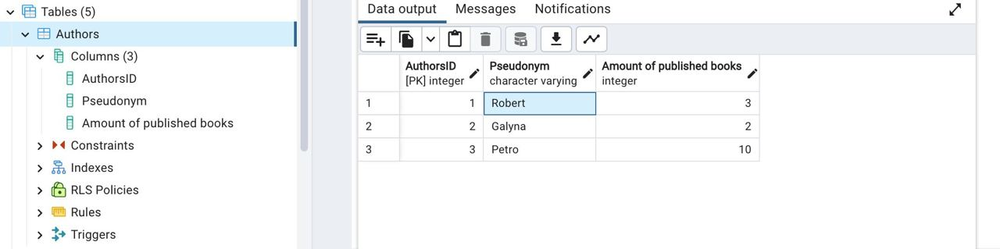 Tables (5)
Authors
Columns (3)
AuthorsID
Pseudonym
Amount of published books
Constraints
Indexes
RLS Policies
Rules
Triggers
Data output Messages Notifications
AuthorsID Pseudonym Amount of published books
[PK] integer character varying integer
1 1 Robert 3
2 2 Galyna 2
3 3 Petro 10